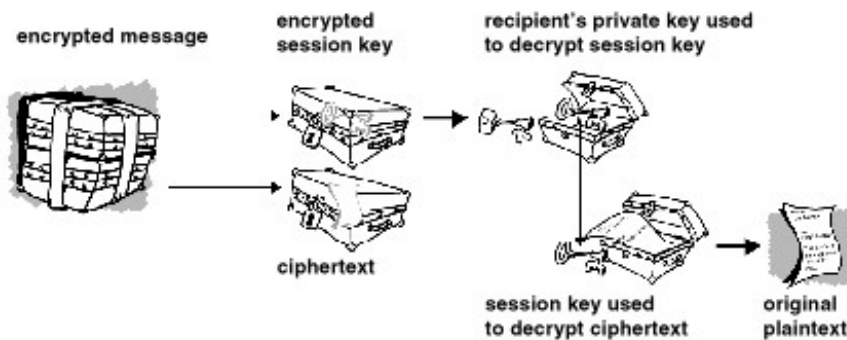 encrypted message
encrypted
session key
recipient's private key used
to decrypt session key
ciphertext
session key used
to decrypt ciphertext
original
plaintext